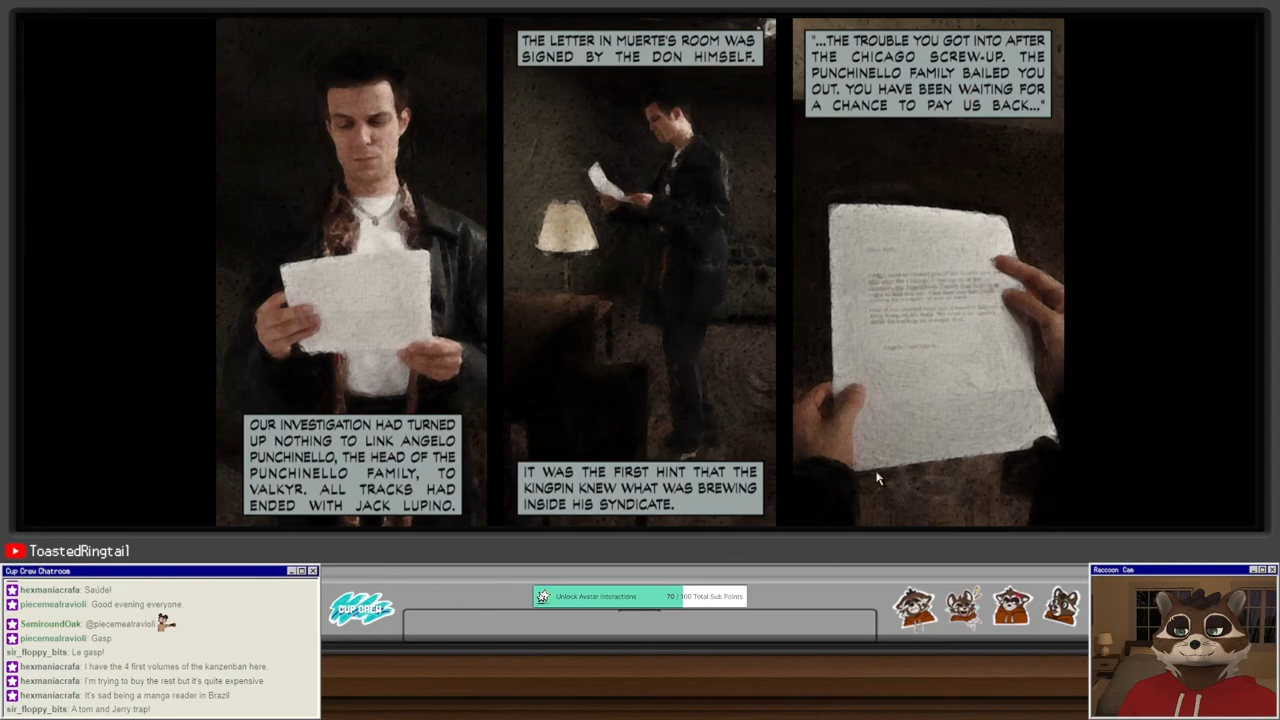 OUR INVESTIGATION HAD TURNED
UP NOTHING TO LINK ANGELO
PUNCHINELLO, THE HEAD OF THE
PUNCHINELLO FAMILY, TO
VALKYR. ALL TRACKS HAD
ENDED WITH JACK LUPINO.
THE LETTER IN MUERTE'S ROOM WAS
SIGNED BY THE DON HIMSELF.
IT WAS THE FIRST HINT THAT THE
KINGPIN KNEW WHAT WAS BREWING
INSIDE HIS SYNDICATE.
"...THE TROUBLE YOU GOT INTO AFTER
THE CHICAGO SCREW-UP. THE
PUNCHINELLO FAMILY BAILED YOU
OUT. YOU HAVE BEEN WAITING FOR
A CHANCE TO PAY US BACK..."
ToastedRingtail
Cup Crew Chatroom
hexmaniacrafa: Saúde!
piecemealravioli: Good evening everyone.
SemiroundOak: @piecemealravioli
piecemealravioli: Gasp
sir_floppy_bits: Le gasp!
hexmaniacrafa: I have the 4 first volumes of the kanzenban here.
hexmaniacrafa: I'm trying to buy the rest but it's quite expensive
hexmaniacrafa: It's sad being a manga reader in Brazil
sir_floppy_bits: A tom and Jerry trap!
CUP CREW
Unlock Avatar Interactions 70 / 100 Total Sub Points
Raccoon Cam